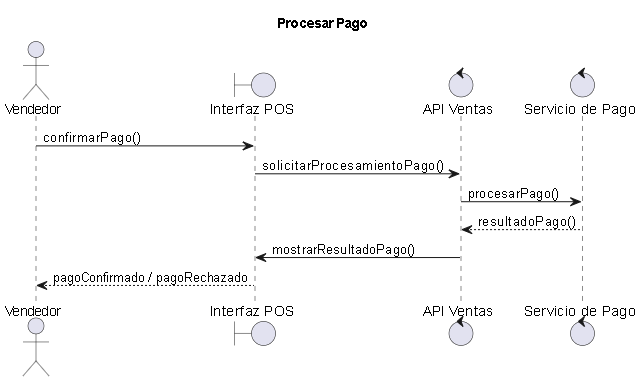 Procesar Pago
Vendedor Interfaz POS API Ventas Servicio de Pago
confirmarPago()
solicitarProcesamientoPago()
procesarPago()
resultadoPago()
mostrarResultadoPago()
pagoConfirmado / pagoRechazado
Vendedor Interfaz POS API Ventas Servicio de Pago